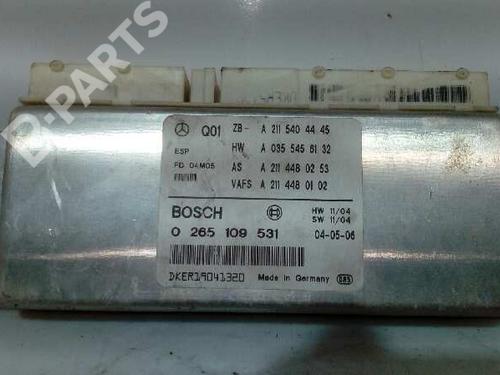 B-PARTS
Q01 ZB- A 211 540 44 45
ESP HW A 035 545 61 32
FD 04M05 AS A 211 448 02 53
VAFS A 211 448 01 02
BOSCH HW 11/04
SW 11/04
0 265 109 531 04-05-06
DKER19041320 Made in Germany